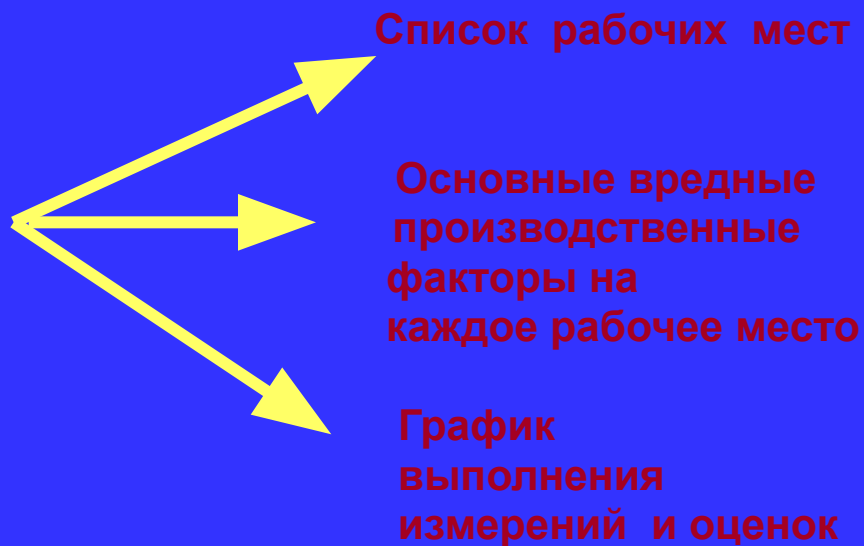 Список рабочих мест
Основные вредные
производственные
факторы на
каждое рабочее место
График
выполнения
измерений и оценок